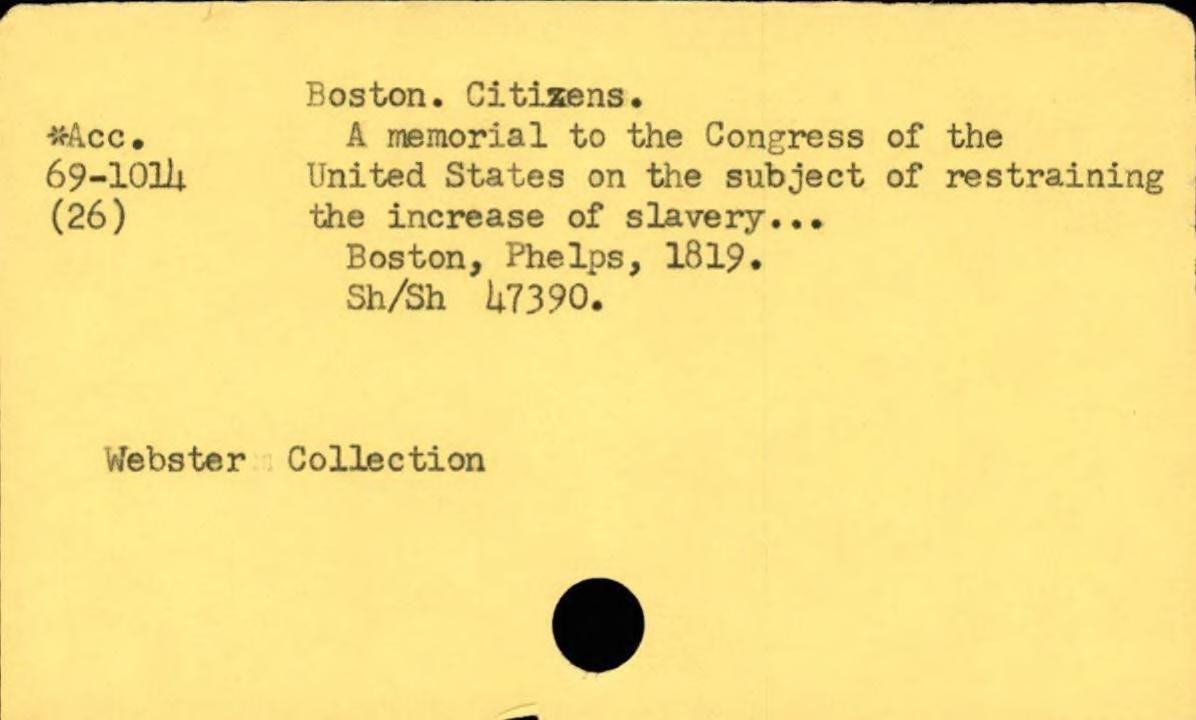 Boston. Citizens.
*Acc. A memorial to the Congress of the
69-1014 United States on the subject of restraining
(26) the increase of slavery...
Boston, Phelps, 1819.
Sh/Sh 47390.
Webster Collection